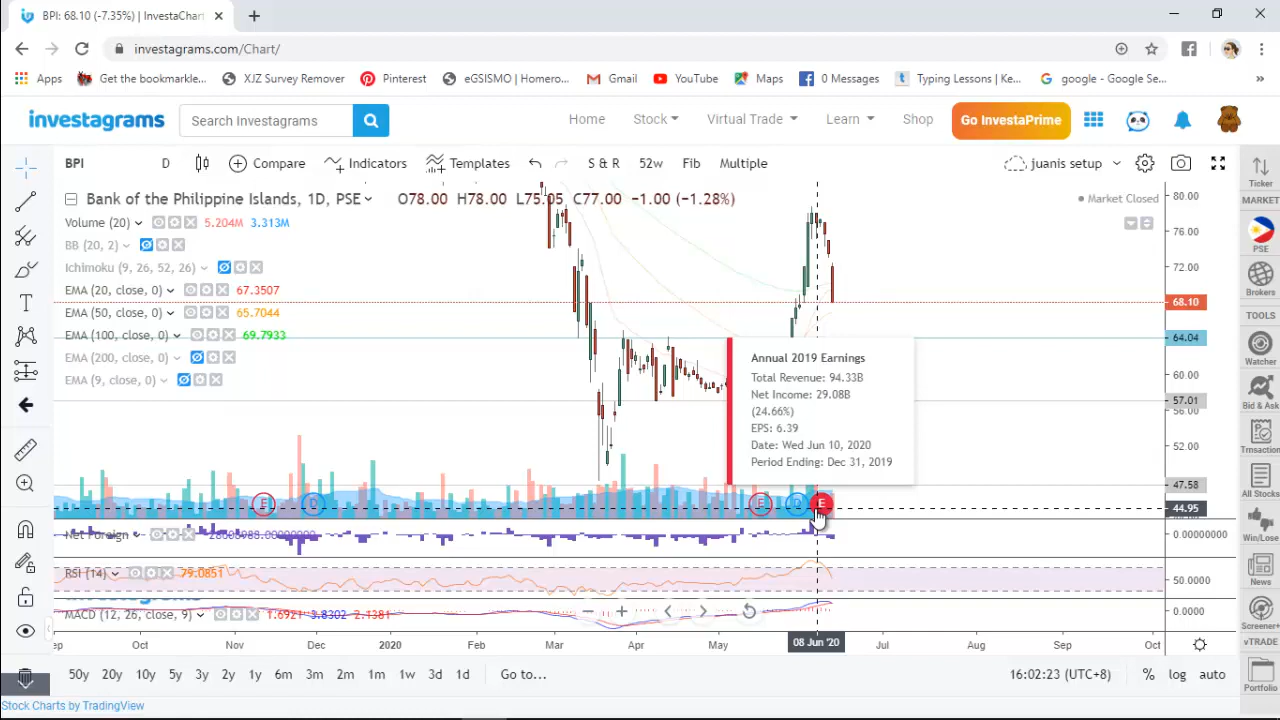 BPI: 68.10 (-7.35%) | InvestaChart
investagrams.com/Chart/
Apps Get the bookmarkle... XJZ Survey Remover Pinterest eGSISMO | Homero... Gmail YouTube Maps 0 Messages Typing Lessons | Ke... google - Google Se... »
investagrams Search Investagrams Home Stock Virtual Trade Learn Shop Go InvestaPrime
BPI D Compare Indicators Templates S & R 52wk Fib Multiple juanis setup
Bank of the Philippine Islands, 1D, PSE O78.00 H78.00 L75.05 C77.00 −1.00 (−1.28%)
Market Closed
Volume (20) 5.204M 3.313M
BB (20, 2)
Ichimoku (9, 26, 52, 26)
EMA (20, close, 0) 67.3507
EMA (50, close, 0) 65.7044
EMA (100, close, 0) 69.7933
EMA (200, close, 0)
EMA (9, close, 0)
Annual 2019 Earnings
Total Revenue: 94.33B
Net Income: 29.08B
(24.66%)
EPS: 6.39
Date: Wed Jun 10, 2020
Period Ending: Dec 31, 2019
80.00
76.00
72.00
68.10
64.04
60.00
57.01
56.00
52.00
47.58
44.95
E D E D E
Net Foreign 0.00000000
RSI (14) 79.0851 50.0000
MACD (12, 26, close, 9) 1.6921 3.8302 2.1381 0.0000
Oct Nov Dec 2020 Feb Mar Apr May 08 Jun '20 Jul Aug Sep Oct
50y 20y 10y 5y 3y 2y 1y 6m 3m 2m 1m 1w 3d 1d Go to... 16:02:23 (UTC+8) % log auto
Stock Charts by TradingView
Ticker
MARKET
PSE
Brokers
TOOLS
Watcher
Bid & Ask
Trnsaction
All Stocks
Win/Lose
News
Screener+
vTRADE
Portfolio